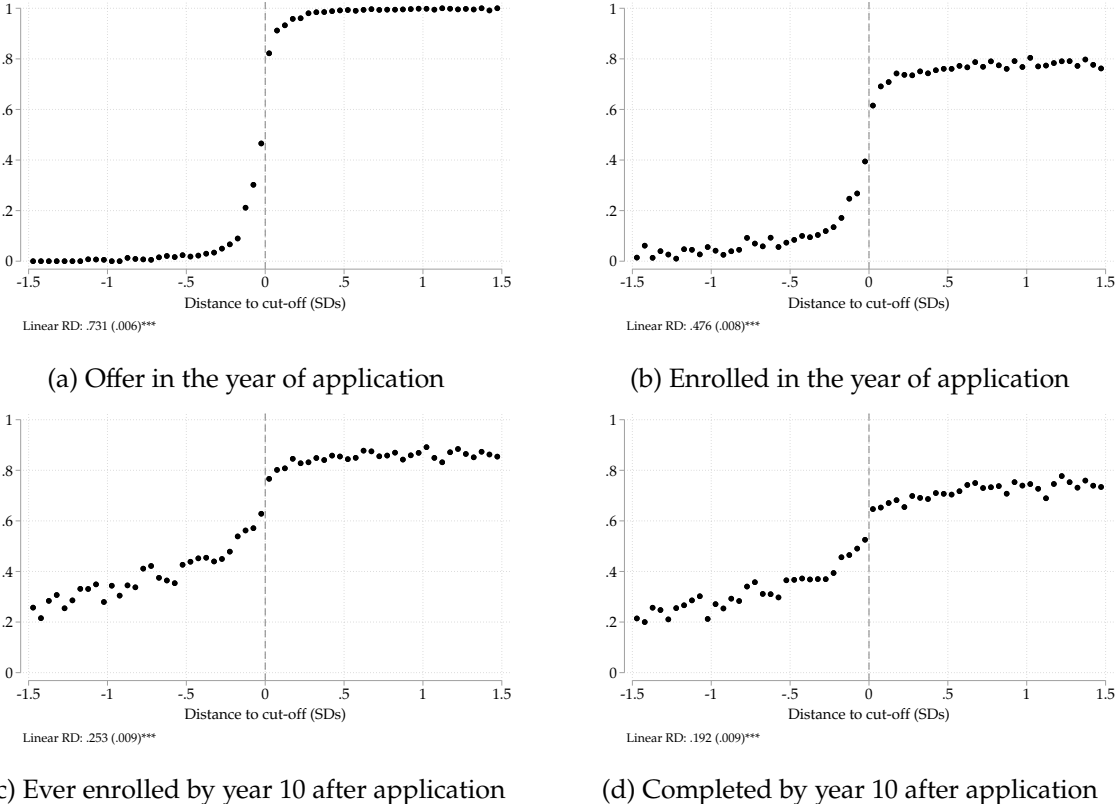 1
.8
.6
.4
.2
0
-1.5 -1 -.5 0 .5 1 1.5
Distance to cut-off (SDs)
Linear RD: .731 (.006)***
(a) Offer in the year of application
1
.8
.6
.4
.2
0
-1.5 -1 -.5 0 .5 1 1.5
Distance to cut-off (SDs)
Linear RD: .476 (.008)***
(b) Enrolled in the year of application
1
.8
.6
.4
.2
0
-1.5 -1 -.5 0 .5 1 1.5
Distance to cut-off (SDs)
Linear RD: .253 (.009)***
) Ever enrolled by year 10 after application
1
.8
.6
.4
.2
0
-1.5 -1 -.5 0 .5 1 1.5
Distance to cut-off (SDs)
Linear RD: .192 (.009)***
(d) Completed by year 10 after application